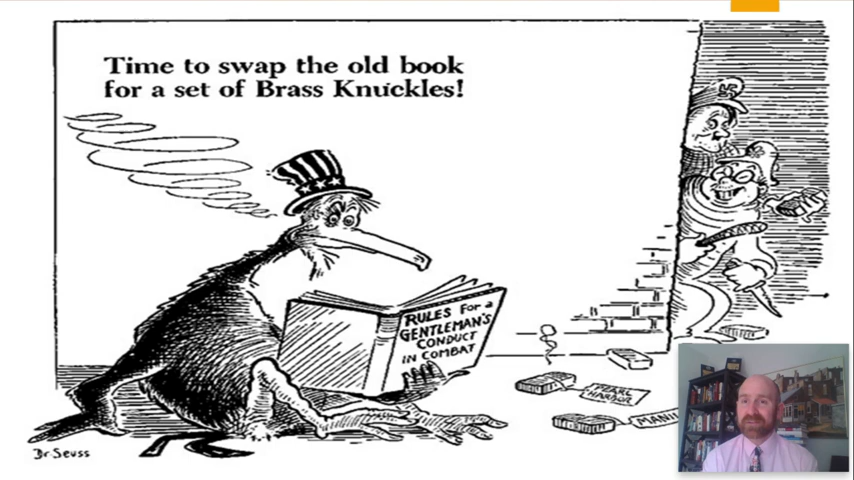 Time to swap the old book
for a set of Brass Knuckles!
RULES for a
GENTLEMAN'S
CONDUCT
IN COMBAT
PEARL
HARBOR
Dr Seuss